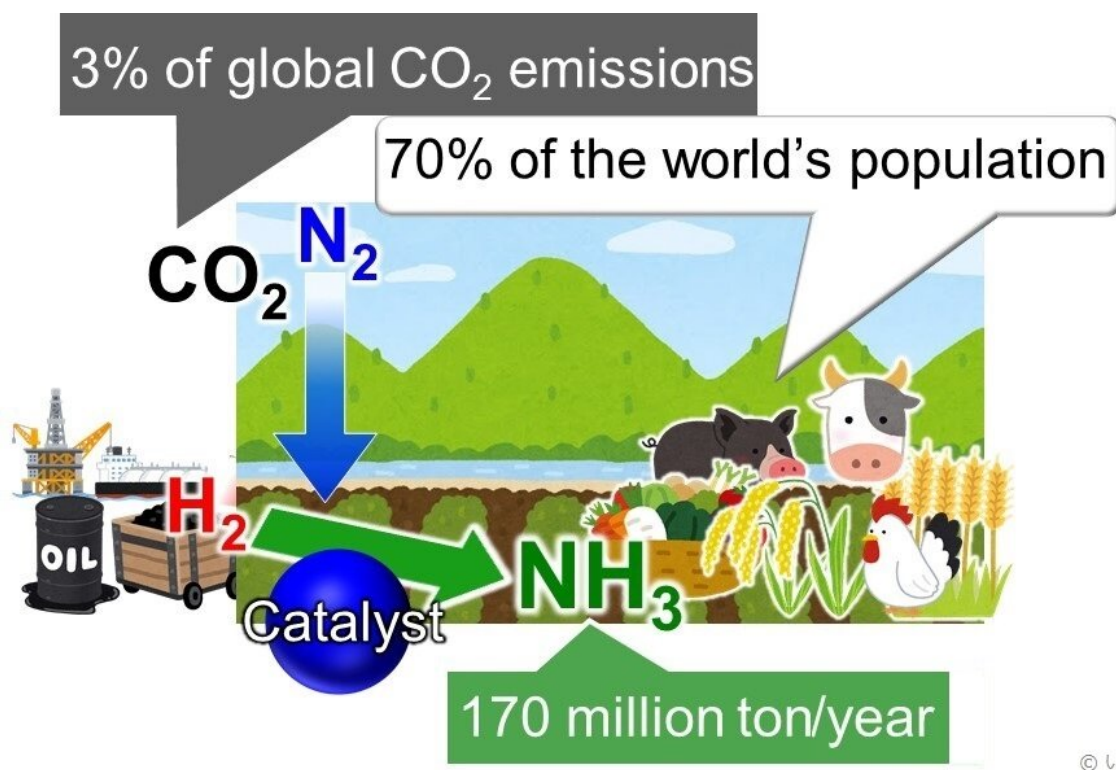 3% of global CO₂ emissions
70% of the world's population
N₂
CO₂
H₂
OIL
NH₃
Catalyst
170 million ton/year
©